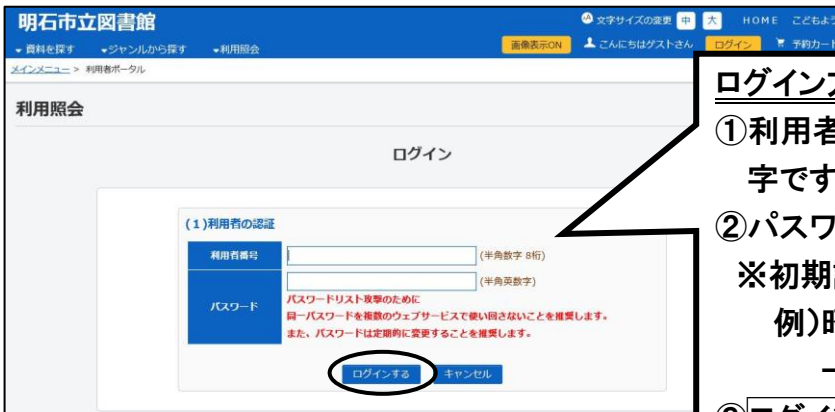 明石市立図書館
文字サイズの変更 中 大 HOME こどもよう
資料を探す ジャンルから探す 利用照会
画像表示ON こんにちはゲストさん ログイン 予約カート
メインメニュー > 利用者ポータル
利用照会
ログイン
(1)利用者の認証
利用者番号 (半角数字 8桁)
パスワード (半角英数字)
パスワードリスト攻撃のために
同一パスワードを複数のウェブサービスで使い回さないことを推奨します。
また、パスワードは定期的に変更することを推奨します。
ログインする キャンセル
ログイン
①利用者
字です
②パスワ
※初期
例)